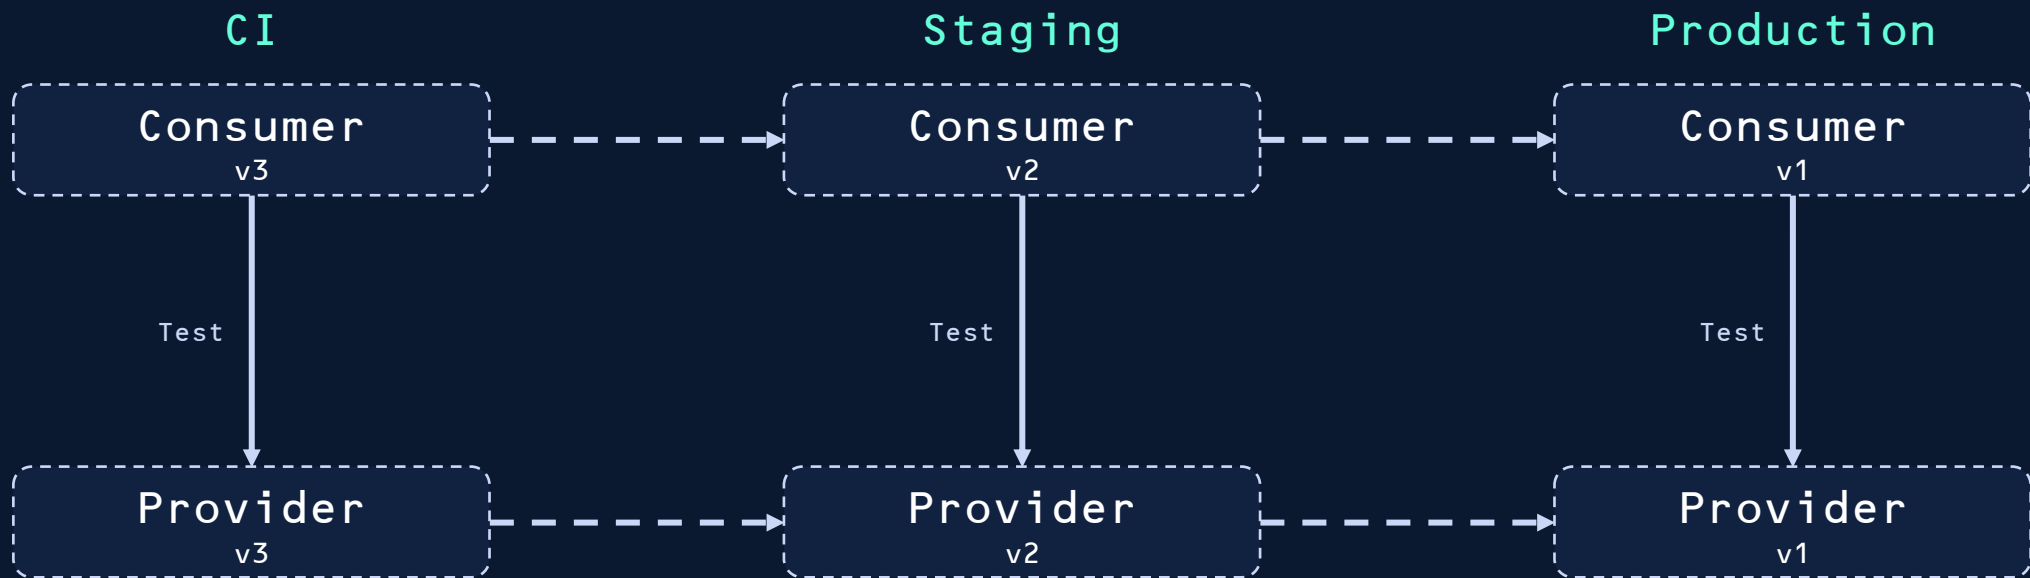 CI
Staging
Production
Consumer
v3
Consumer
v2
Consumer
v1
Test
Test
Test
Provider
v3
Provider
v2
Provider
v1